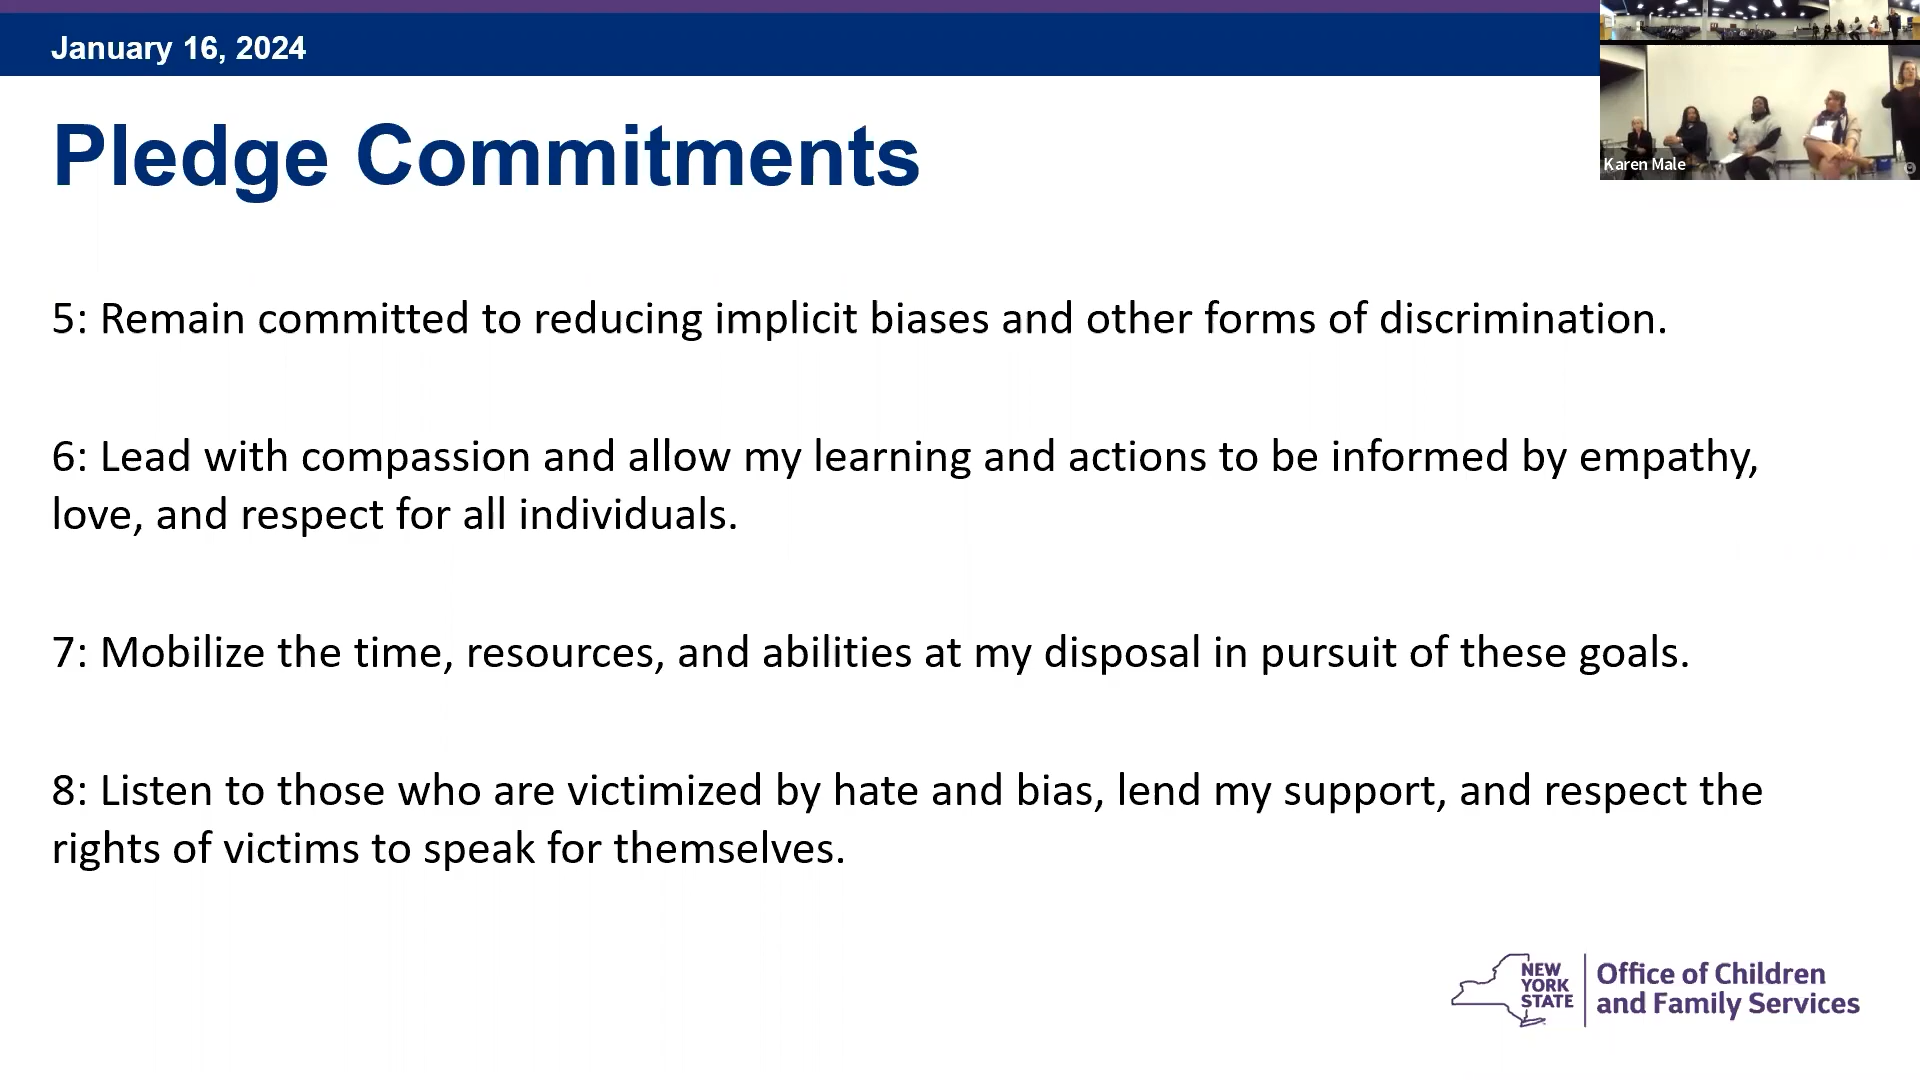 January 16, 2024
Karen Male
Pledge Commitments
5: Remain committed to reducing implicit biases and other forms of discrimination.
6: Lead with compassion and allow my learning and actions to be informed by empathy,
love, and respect for all individuals.
7: Mobilize the time, resources, and abilities at my disposal in pursuit of these goals.
8: Listen to those who are victimized by hate and bias, lend my support, and respect the
rights of victims to speak for themselves.
NEW
YORK
STATE
Office of Children
and Family Services